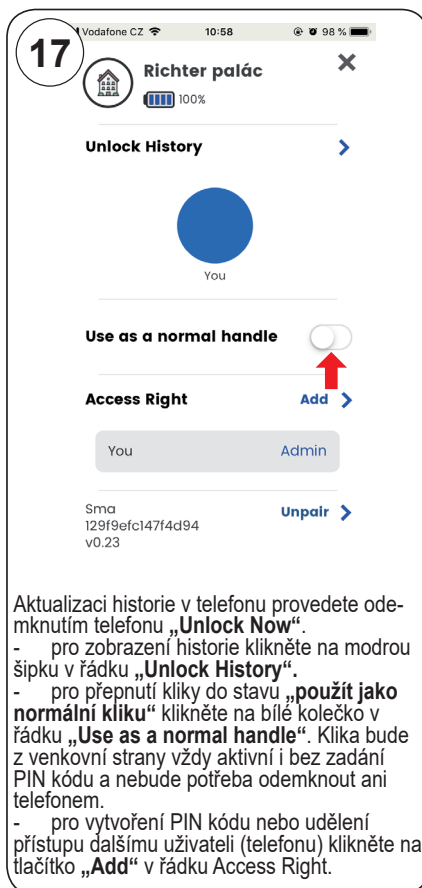 17
Vodafone CZ 10:58 98 %
Richter palác
100%
Unlock History
You
Use as a normal handle
Access Right Add
You Admin
Sma Unpair
129f9efc147f4d94
v0.23
Aktualizaci historie v telefonu provedete ode-
mknutím telefonu „Unlock Now“.
- pro zobrazení historie klikněte na modrou
šipku v řádku „Unlock History“.
- pro přepnutí kliky do stavu „použít jako
normální kliku“ klikněte na bílé kolečko v
řádku „Use as a normal handle“. Klika bude
z venkovní strany vždy aktivní i bez zadání
PIN kódu a nebude potřeba odemknout ani
telefonem.
- pro vytvoření PIN kódu nebo udělení
přístupu dalšímu uživateli (telefonu) klikněte na
tlačítko „Add“ v řádku Access Right.